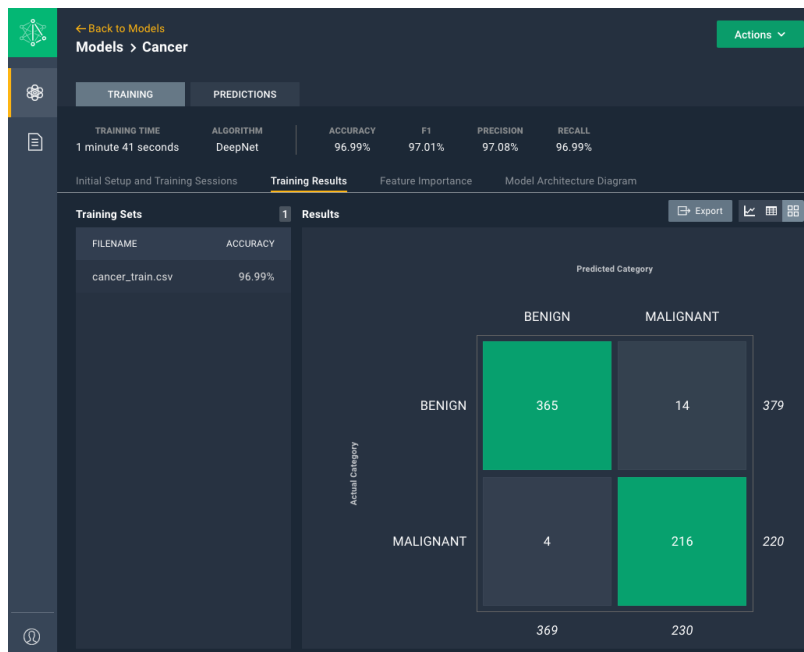 ← Back to Models
Models > Cancer
Actions
TRAINING PREDICTIONS
TRAINING TIME ALGORITHM ACCURACY F1 PRECISION RECALL
1 minute 41 seconds DeepNet 96.99% 97.01% 97.08% 96.99%
Initial Setup and Training Sessions Training Results Feature Importance Model Architecture Diagram
Training Sets 1 Results Export
FILENAME ACCURACY
cancer_train.csv 96.99%
Predicted Category
BENIGN MALIGNANT
BENIGN 365 14 379
Actual Category
MALIGNANT 4 216 220
369 230